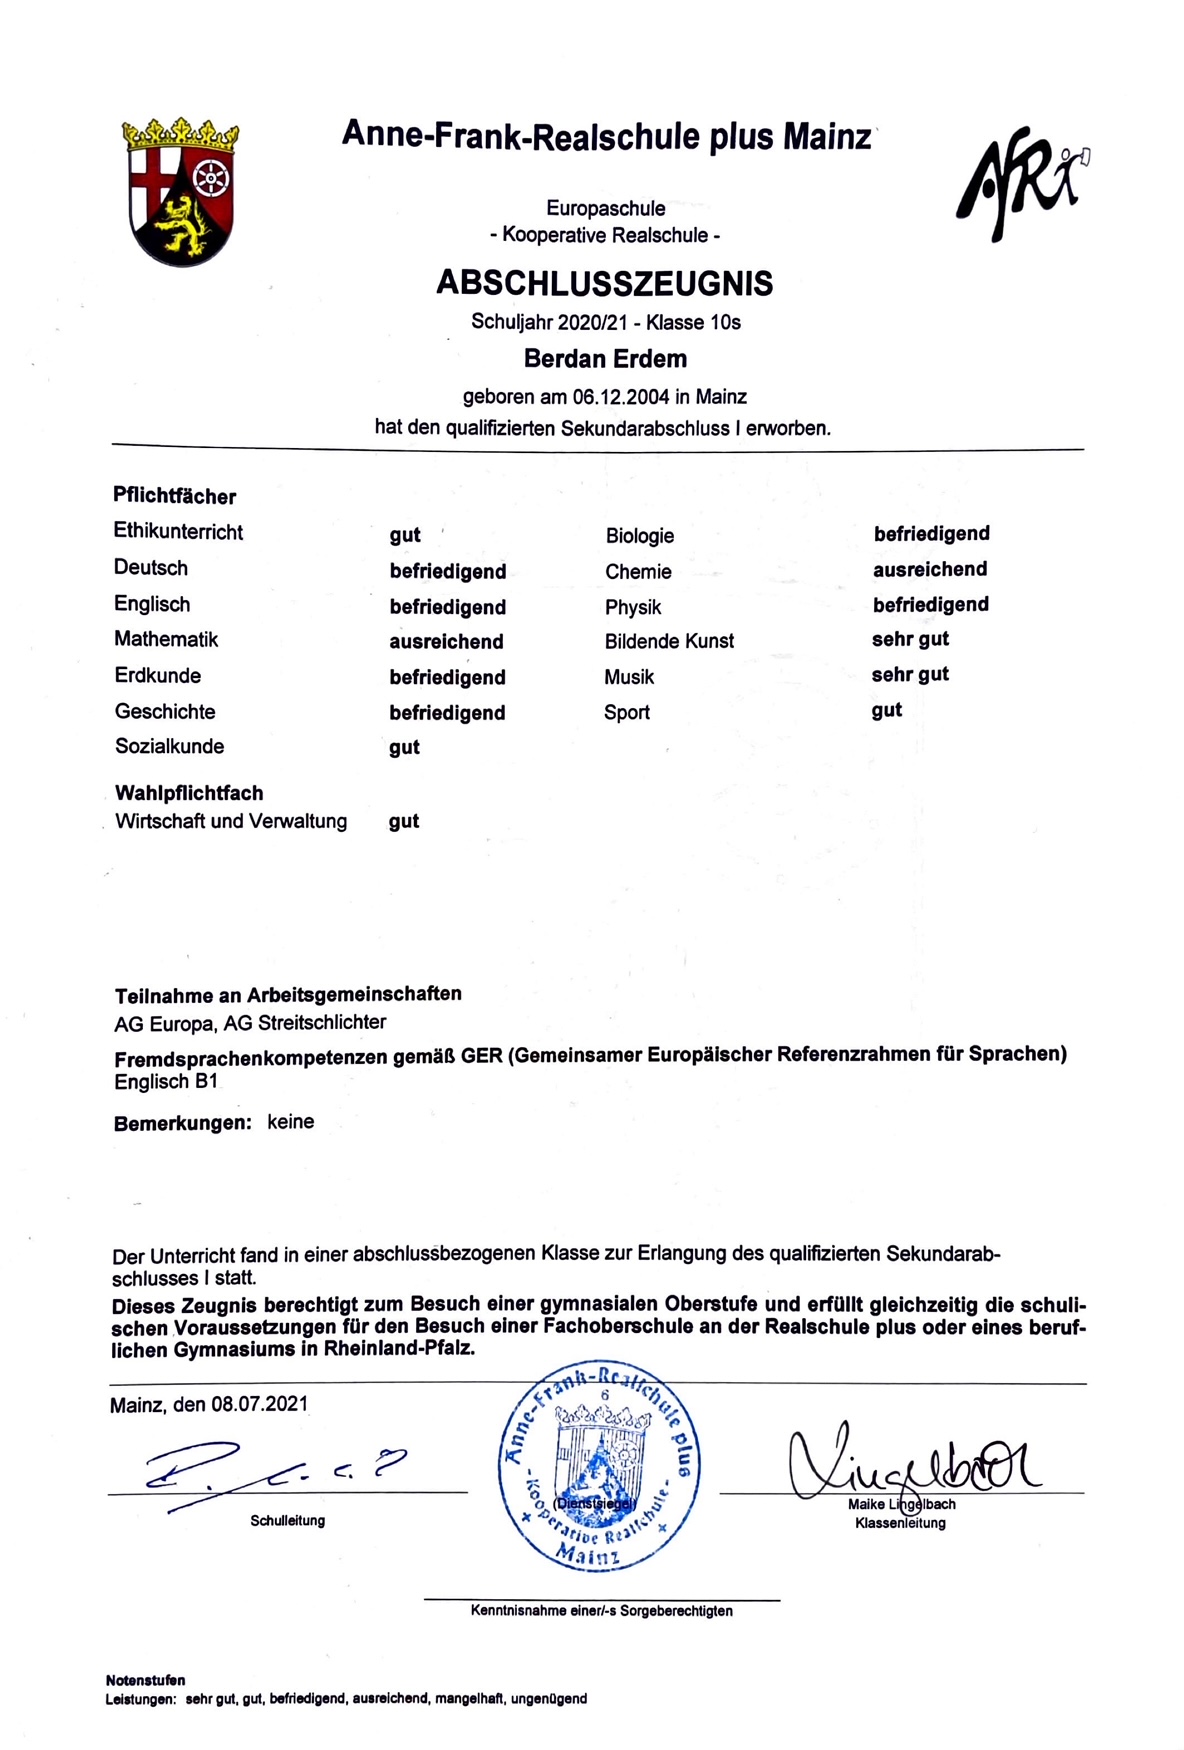 Anne-Frank-Realschule plus Mainz
AFRi
Europaschule
- Kooperative Realschule -
ABSCHLUSSZEUGNIS
Schuljahr 2020/21 - Klasse 10s
Berdan Erdem
geboren am 06.12.2004 in Mainz
hat den qualifizierten Sekundarabschluss I erworben.
Pflichtfächer
Ethikunterricht gut Biologie befriedigend
Deutsch befriedigend Chemie ausreichend
Englisch befriedigend Physik befriedigend
Mathematik ausreichend Bildende Kunst sehr gut
Erdkunde befriedigend Musik sehr gut
Geschichte befriedigend Sport gut
Sozialkunde gut
Wahlpflichtfach
Wirtschaft und Verwaltung gut
Teilnahme an Arbeitsgemeinschaften
AG Europa, AG Streitschlichter
Fremdsprachenkompetenzen gemäß GER (Gemeinsamer Europäischer Referenzrahmen für Sprachen)
Englisch B1
Bemerkungen: keine
Der Unterricht fand in einer abschlussbezogenen Klasse zur Erlangung des qualifizierten Sekundarab-
schlusses I statt.
Dieses Zeugnis berechtigt zum Besuch einer gymnasialen Oberstufe und erfüllt gleichzeitig die schuli-
schen Voraussetzungen für den Besuch einer Fachoberschule an der Realschule plus oder eines beruf-
lichen Gymnasiums in Rheinland-Pfalz.
Mainz, den 08.07.2021
Anne-Frank-Realschule plus
6
- Kooperative Realschule -
Mainz
(Dienstsiegel)
Lingelbach
Schulleitung
Maike Lingelbach
Klassenleitung
Kenntnisnahme einer/-s Sorgeberechtigten
Notenstufen
Leistungen: sehr gut, gut, befriedigend, ausreichend, mangelhaft, ungenügend